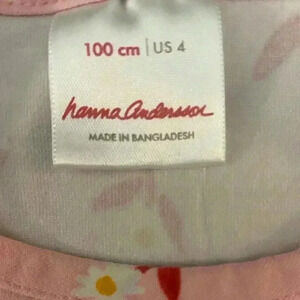 100 cm | US 4
hanna andersson
MADE IN BANGLADESH